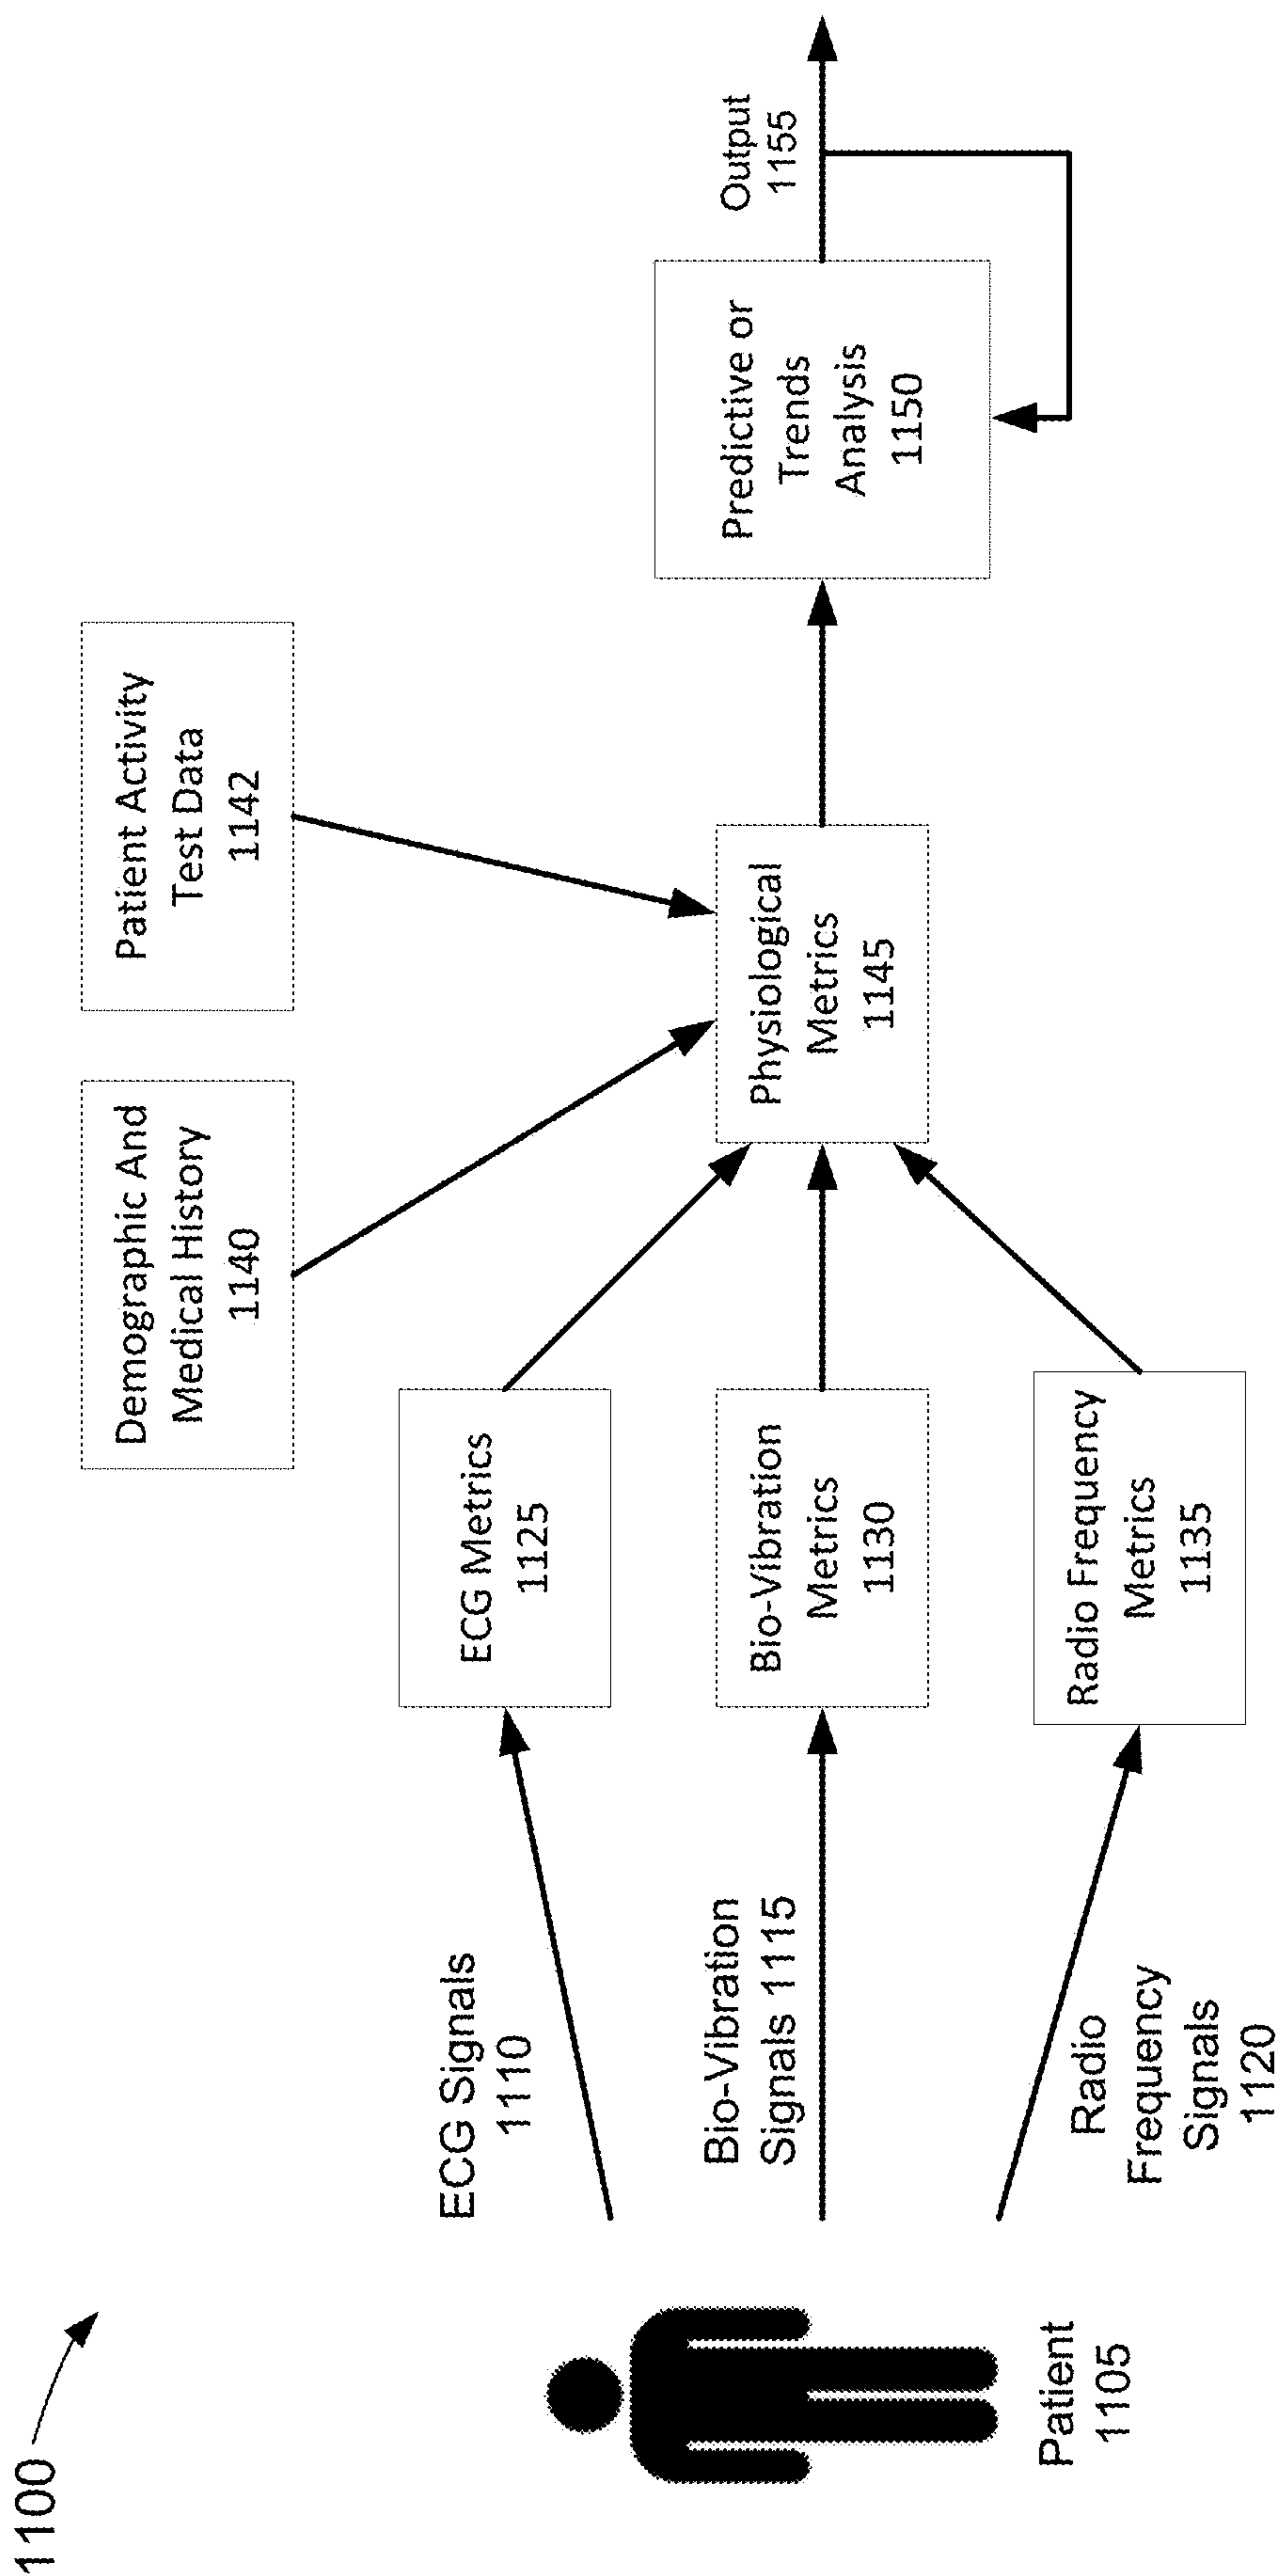 1100
Patient
1105
ECG Signals
1110
Bio-Vibration
Signals 1115
Radio
Frequency
Signals
1120
ECG Metrics
1125
Bio-Vibration
Metrics
1130
Radio Frequency
Metrics
1135
Demographic And
Medical History
1140
Patient Activity
Test Data
1142
Physiological
Metrics
1145
Predictive or
Trends
Analysis
1150
Output
1155